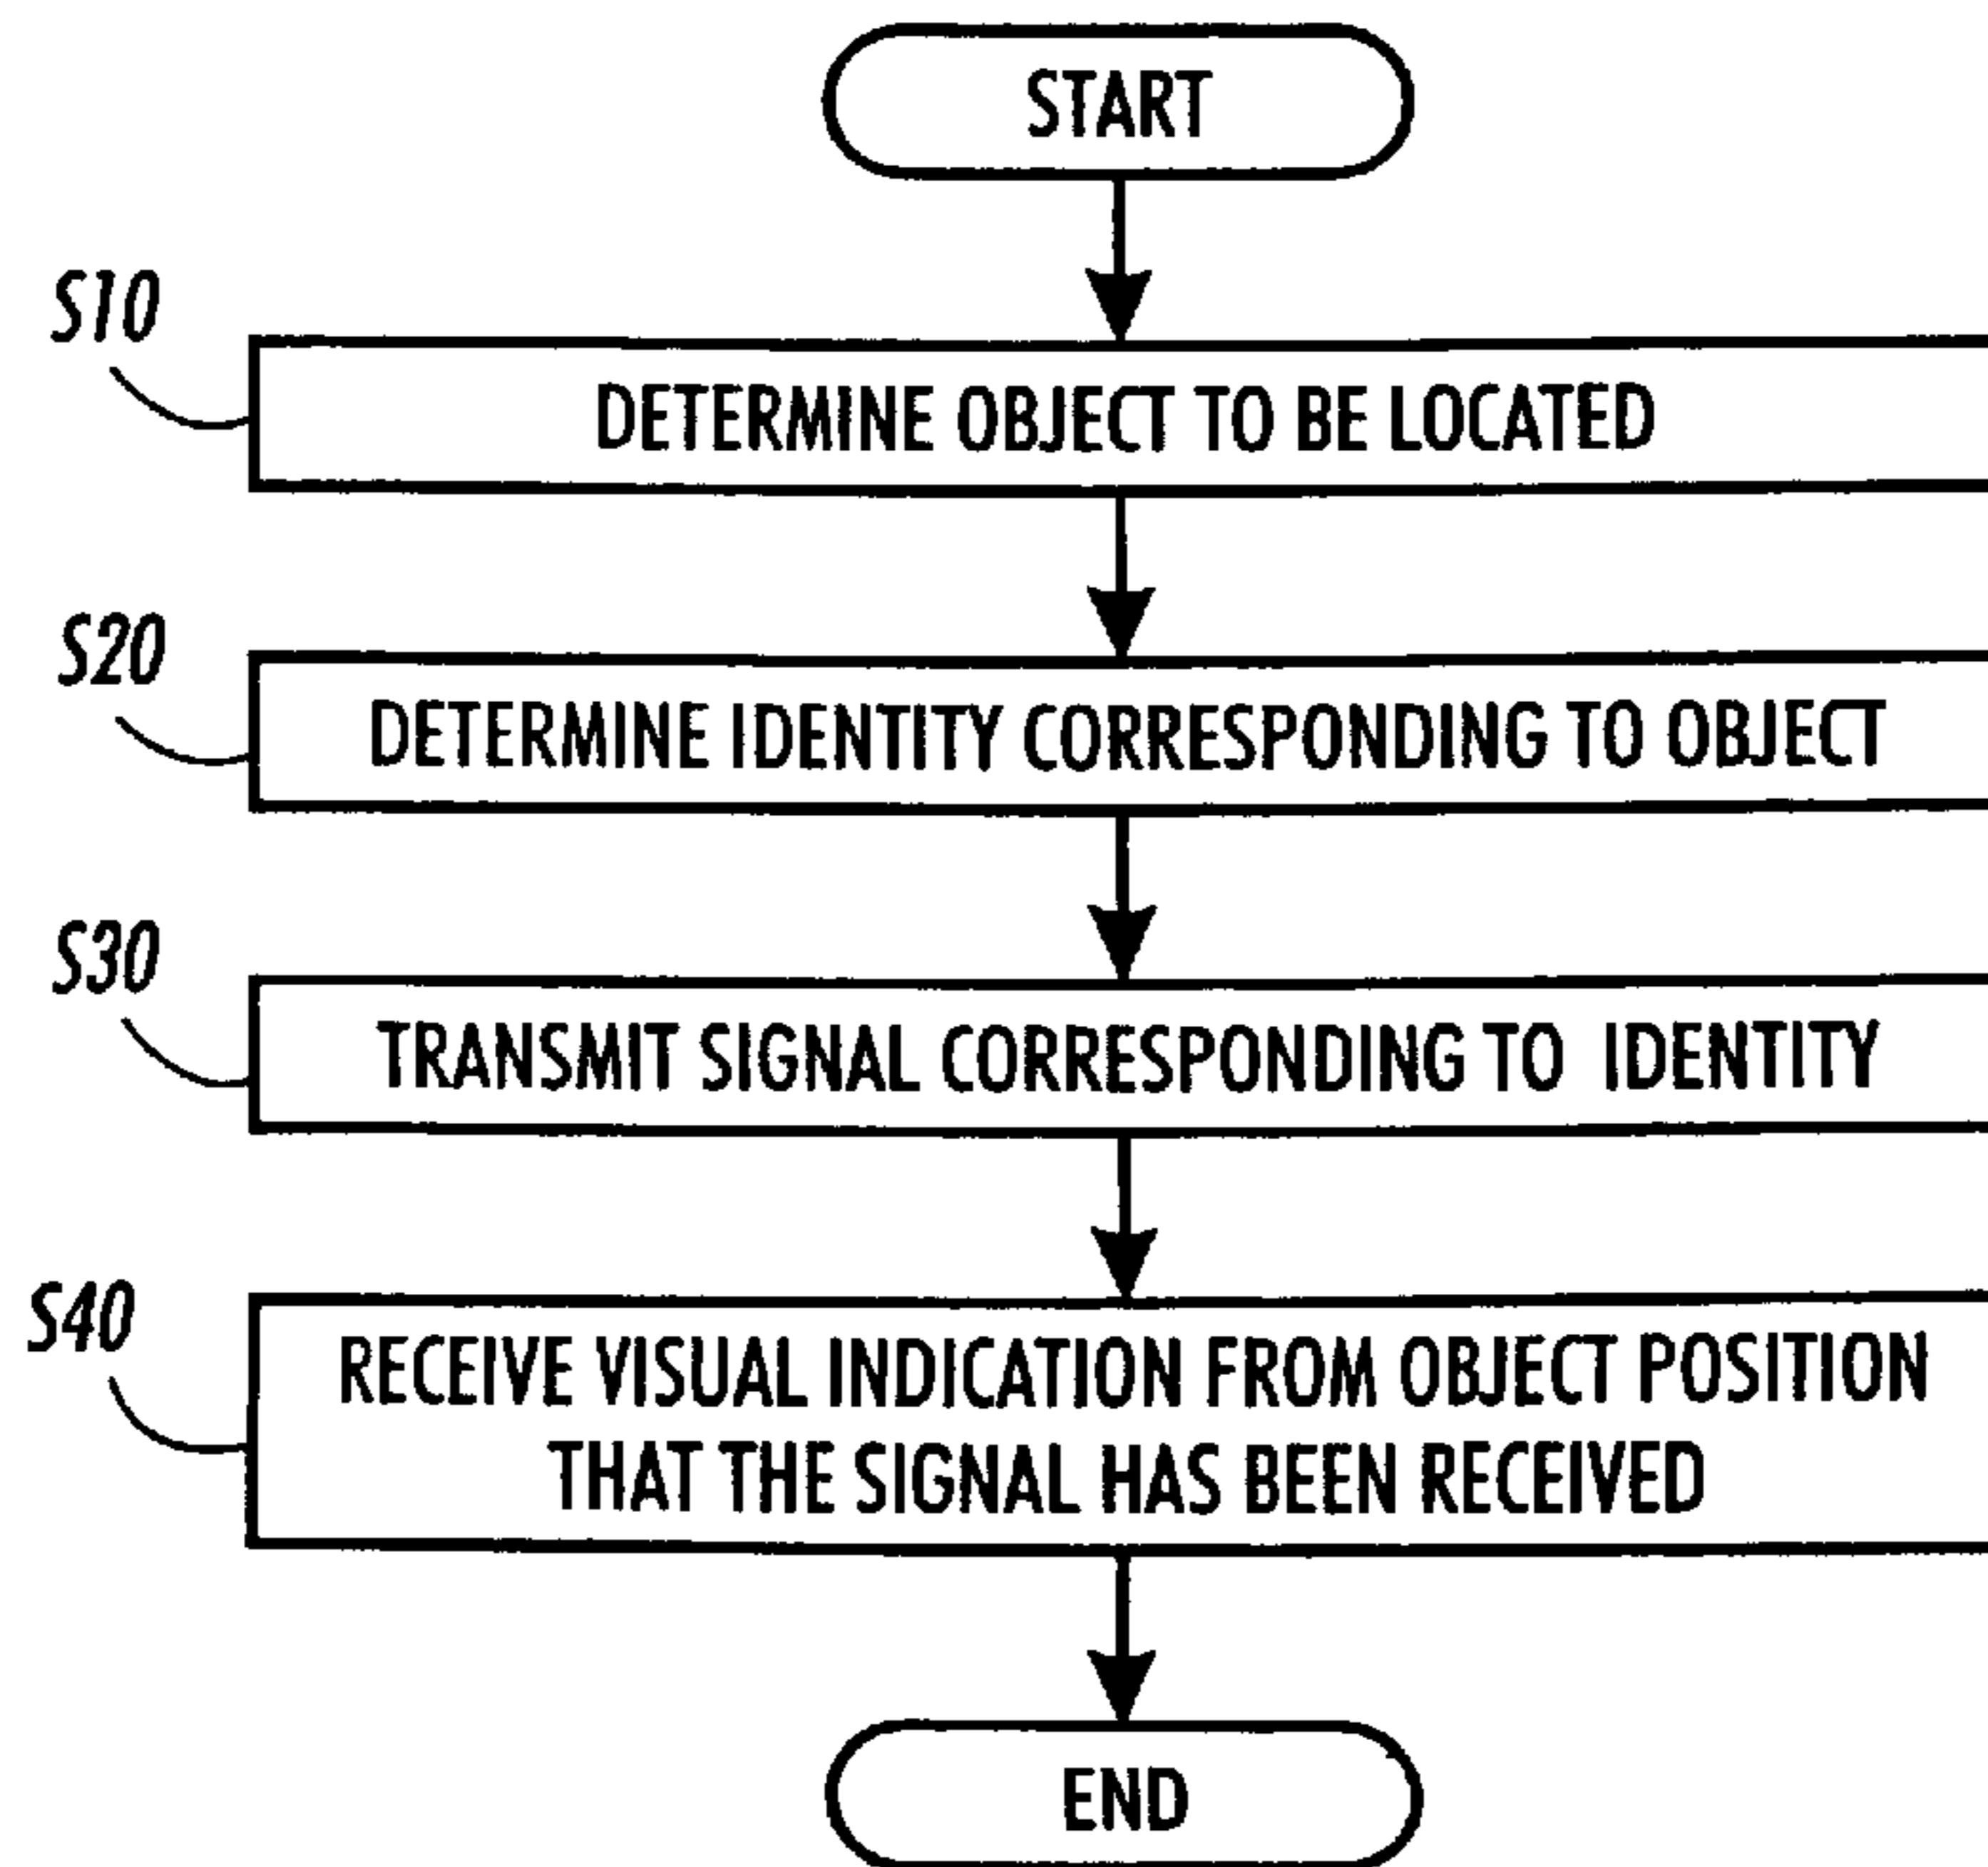 START
S10
DETERMINE OBJECT TO BE LOCATED
S20
DETERMINE IDENTITY CORRESPONDING TO OBJECT
S30
TRANSMIT SIGNAL CORRESPONDING TO IDENTITY
S40
RECEIVE VISUAL INDICATION FROM OBJECT POSITION
THAT THE SIGNAL HAS BEEN RECEIVED
END